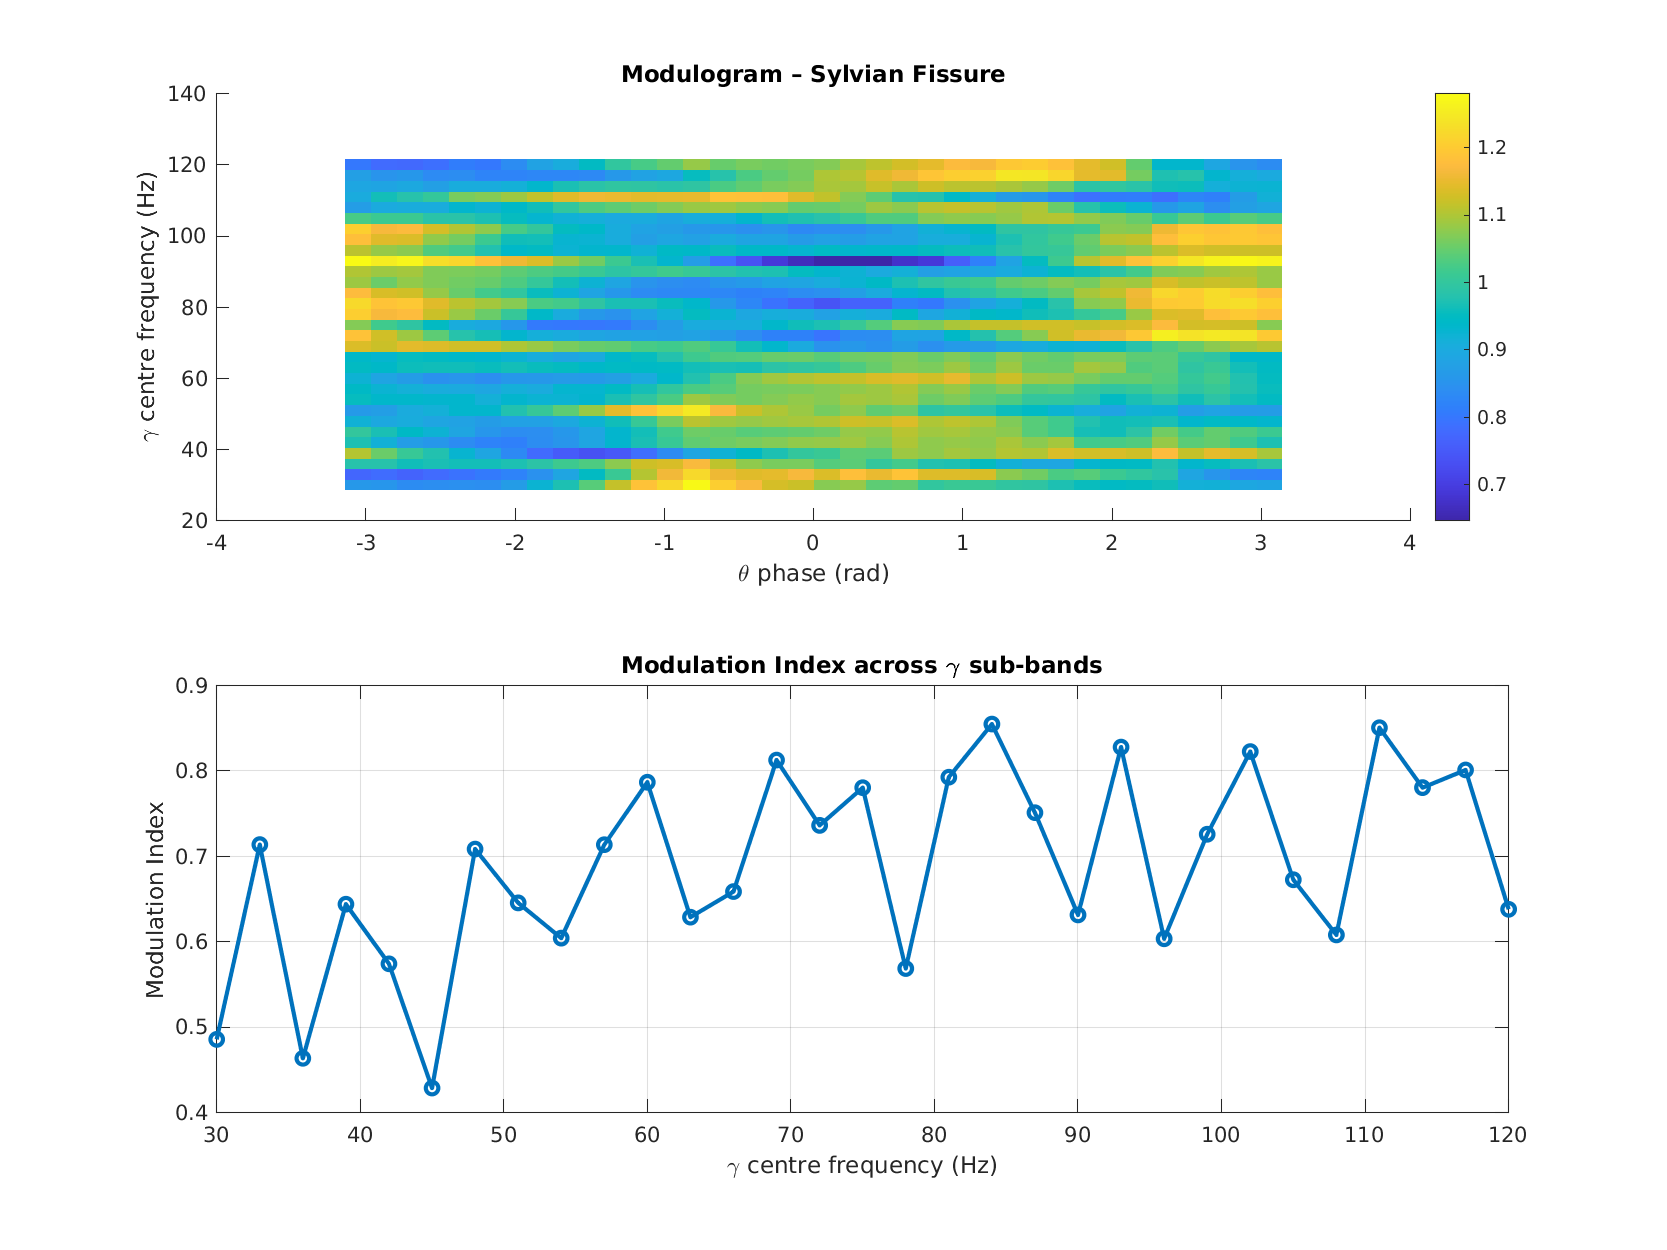 Modulogram – Sylvian Fissure
140
120
100
80
60
40
20
γ centre frequency (Hz)
-4 -3 -2 -1 0 1 2 3 4
θ phase (rad)
1.2
1.1
1
0.9
0.8
0.7
Modulation Index across γ sub-bands
0.9
0.8
0.7
0.6
0.5
0.4
Modulation Index
30 40 50 60 70 80 90 100 110 120
γ centre frequency (Hz)